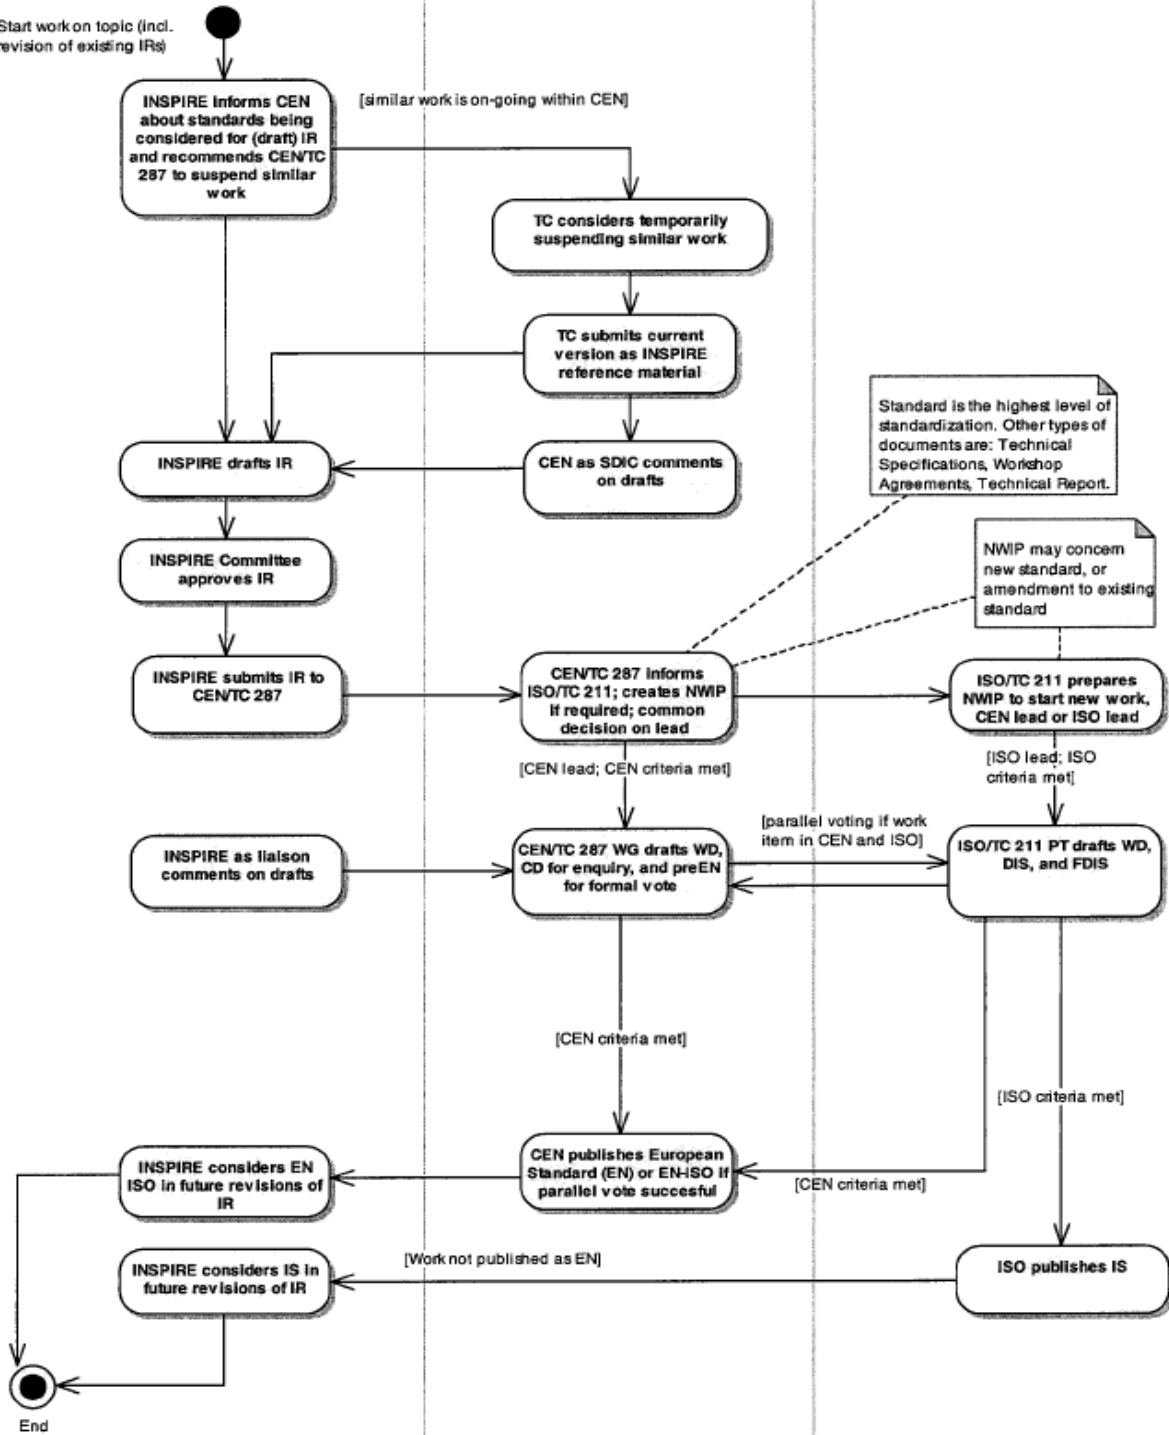 Start work on topic (incl.
revision of existing IRs)
INSPIRE informs CEN
about standards being
considered for (draft) IR
and recommends CEN/TC
287 to suspend similar
work
[similar work is on-going within CEN]
TC considers temporarily
suspending similar work
TC submits current
version as INSPIRE
reference material
Standard is the highest level of
standardization. Other types of
documents are: Technical
Specifications, Workshop
Agreements, Technical Report.
INSPIRE drafts IR
CEN as SDIC comments
on drafts
NWIP may concern
new standard, or
amendment to existing
standard
INSPIRE Committee
approves IR
INSPIRE submits IR to
CEN/TC 287
CEN/TC 287 informs
ISO/TC 211; creates NWIP
if required; common
decision on lead
ISO/TC 211 prepares
NWIP to start new work,
CEN lead or ISO lead
[CEN lead; CEN criteria met]
[ISO lead; ISO
criteria met]
[parallel voting if work
item in CEN and ISO]
INSPIRE as liaison
comments on drafts
CEN/TC 287 WG drafts WD,
CD for enquiry, and preEN
for formal vote
ISO/TC 211 PT drafts WD,
DIS, and FDIS
[CEN criteria met]
[ISO criteria met]
INSPIRE considers EN
ISO in future revisions of
IR
CEN publishes European
Standard (EN) or EN-ISO if
parallel vote succesful
[CEN criteria met]
INSPIRE considers IS in
future revisions of IR
[Work not published as EN]
ISO publishes IS
End